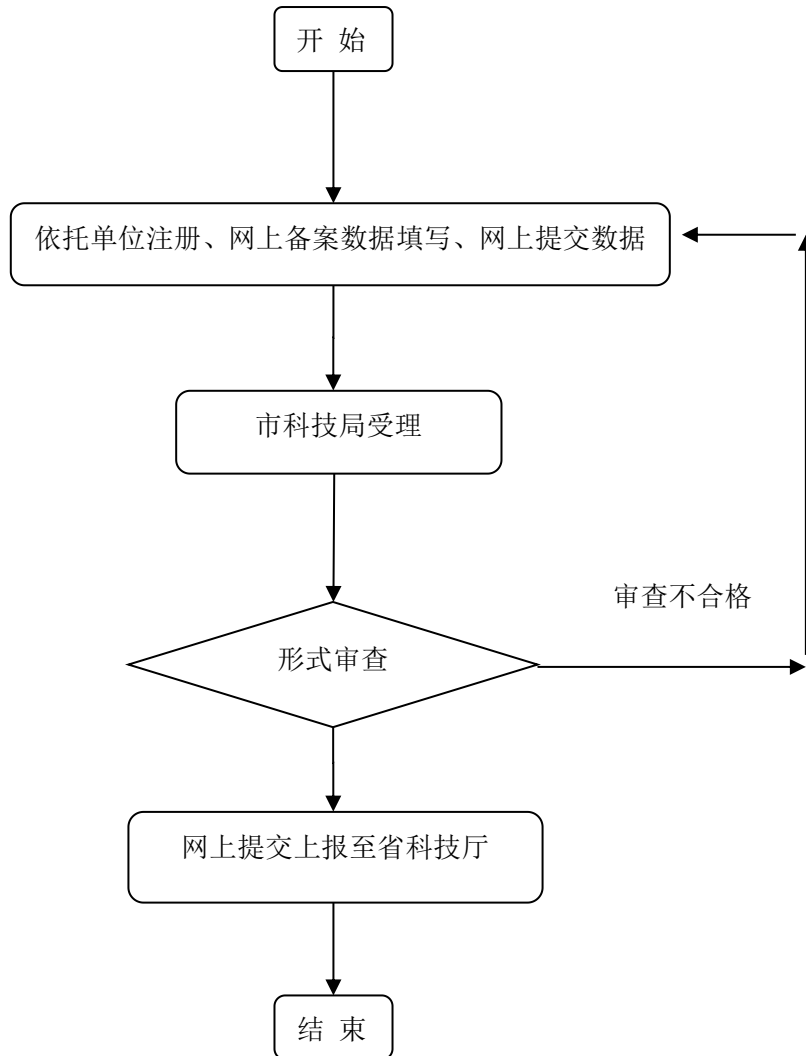 开 始
依托单位注册、网上备案数据填写、网上提交数据
市科技局受理
审查不合格
形式审查
网上提交上报至省科技厅
结 束